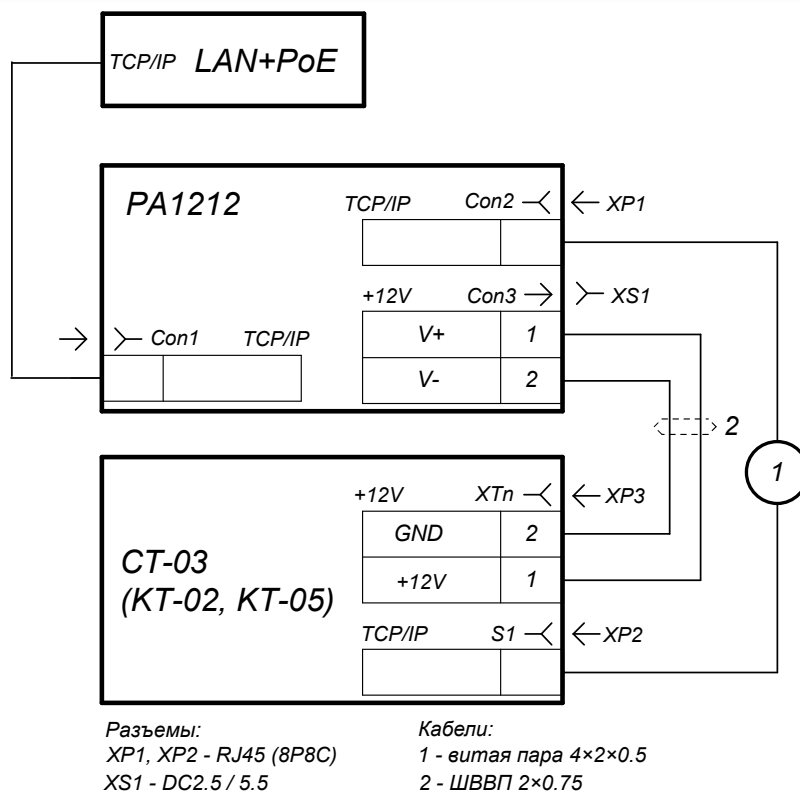 TCP/IP LAN+PoE
PA1212
TCP/IP Con2 XP1
+12V Con3 XS1
Con1 TCP/IP
V+ 1
V- 2
2
1
+12V XTn XP3
GND 2
+12V 1
CT-03
(KT-02, KT-05)
TCP/IP S1 XP2
Разъемы:
XP1, XP2 - RJ45 (8P8C)
XS1 - DC2.5 / 5.5
Кабели:
1 - витая пара 4×2×0.5
2 - ШВВП 2×0.75